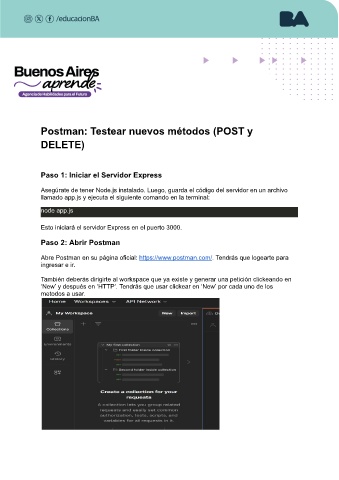 /educacionBA
BA
Buenos Aires
aprende
Agencia de Habilidades para el Futuro
Postman: Testear nuevos métodos (POST y
DELETE)
Paso 1: Iniciar el Servidor Express
Asegúrate de tener Node.js instalado. Luego, guarda el código del servidor en un archivo
llamado app.js y ejecuta el siguiente comando en la terminal:
node app.js
Esto iniciará el servidor Express en el puerto 3000.
Paso 2: Abrir Postman
Abre Postman en su página oficial: https://www.postman.com/. Tendrás que logearte para
ingresar e ir.
También deberás dirigirte al workspace que ya existe y generar una petición clickeando en
'New' y después en 'HTTP'. Tendrás que usar clickear en 'New' por cada uno de los
metodos a usar.
Home Workspaces API Network
My Workspace New Import
Collections
Environments
History
My first collection
First folder inside collection
Second folder inside collection
Create a collection for your
requests
A collection lets you group related
requests and easily set common
authorization, tests, scripts, and
variables for all requests in it.